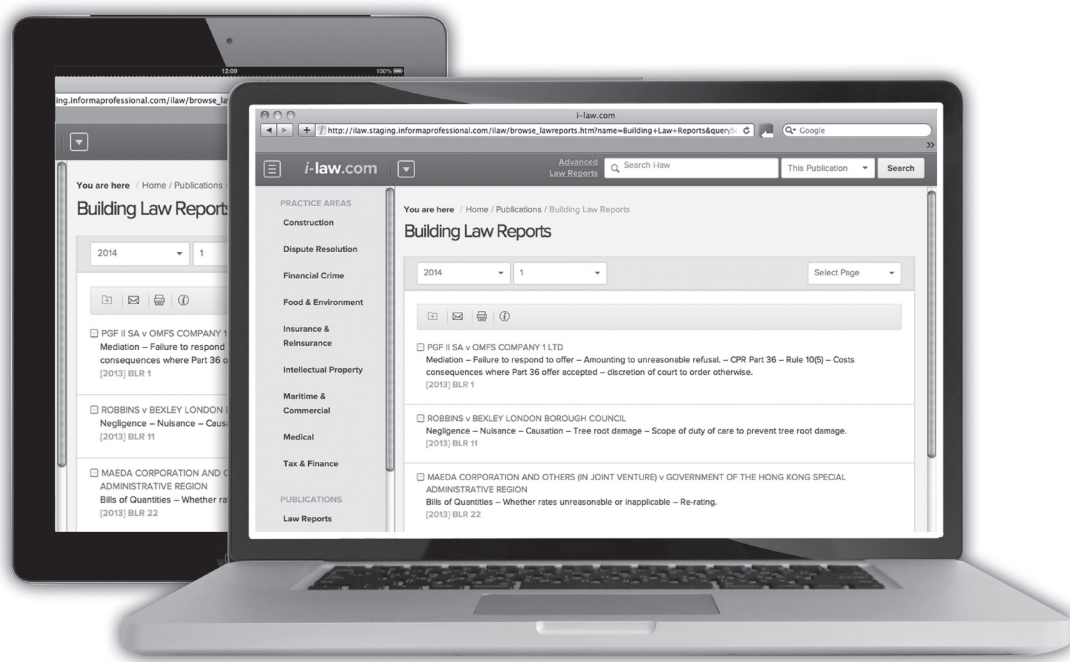 12:09
100%
ing.informaprofessional.com/ilaw/browse_la
You are here / Home / Publications /
Building Law Report
2014
1
PGF II SA v OMFS COMPANY 1
Mediation – Failure to respond
consequences where Part 36 o
[2013] BLR 1
ROBBINS v BEXLEY LONDON
Negligence – Nuisance – Caus
[2013] BLR 11
MAEDA CORPORATION AND
ADMINISTRATIVE REGION
Bills of Quantities – Whether ra
[2013] BLR 22
i-law.com
http://ilaw.staging.informaprofessional.com/ilaw/browse_lawreports.htm?name=Building+Law+Reports&query
Google
i-law.com
Advanced
Law Reports
Search i-law
This Publication
Search
PRACTICE AREAS
Construction
Dispute Resolution
Financial Crime
Food & Environment
Insurance &
Reinsurance
Intellectual Property
Maritime &
Commercial
Medical
Tax & Finance
PUBLICATIONS
Law Reports
You are here / Home / Publications / Building Law Reports
Building Law Reports
2014
1
Select Page
PGF II SA v OMFS COMPANY 1 LTD
Mediation – Failure to respond to offer – Amounting to unreasonable refusal. – CPR Part 36 – Rule 10(5) – Costs
consequences where Part 36 offer accepted – discretion of court to order otherwise.
[2013] BLR 1
ROBBINS v BEXLEY LONDON BOROUGH COUNCIL
Negligence – Nuisance – Causation – Tree root damage – Scope of duty of care to prevent tree root damage.
[2013] BLR 11
MAEDA CORPORATION AND OTHERS (IN JOINT VENTURE) v GOVERNMENT OF THE HONG KONG SPECIAL
ADMINISTRATIVE REGION
Bills of Quantities – Whether rates unreasonable or inapplicable – Re-rating.
[2013] BLR 22